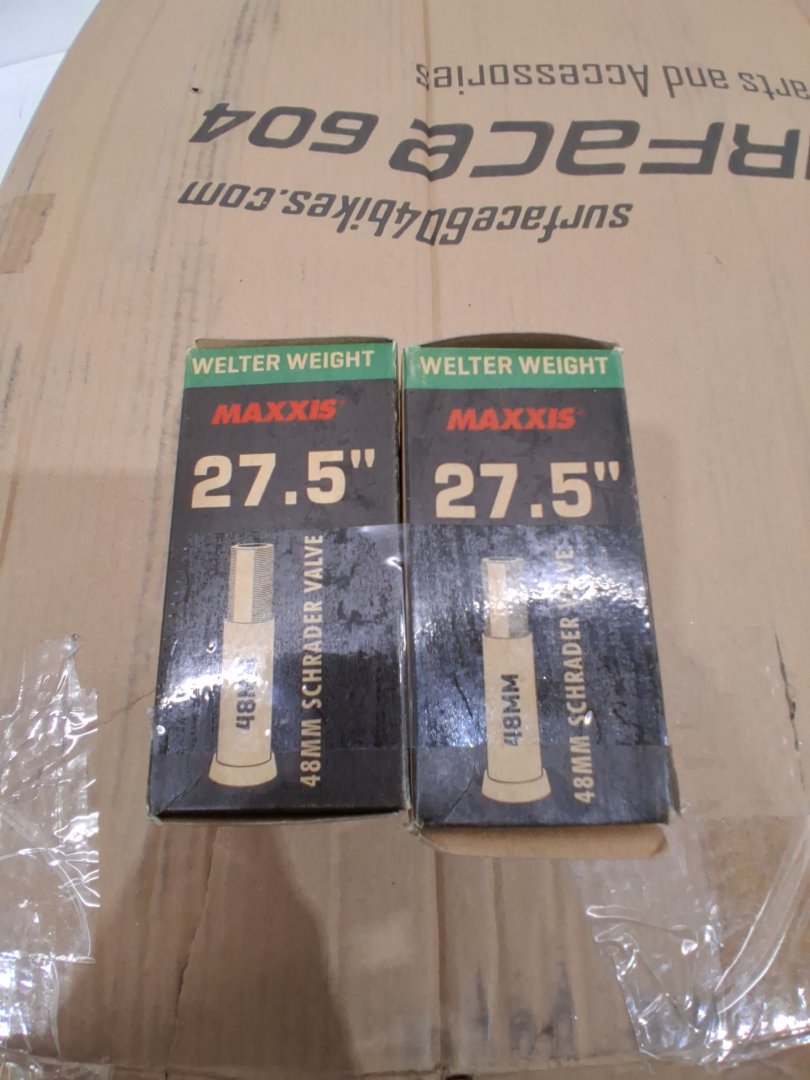 arts and Accessories
RFACE 604
surface604bikes.com
WELTER WEIGHT
MAXXIS
27.5"
48MM SCHRADER VALVE
48MM
WELTER WEIGHT
MAXXIS
27.5"
48MM SCHRADER VALVE
48MM